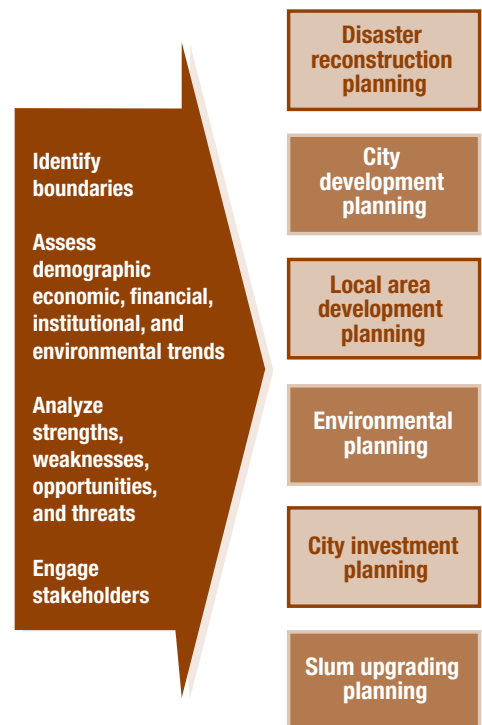 Identify
boundaries
Assess
demographic
economic, financial,
institutional, and
environmental trends
Analyze
strengths,
weaknesses,
opportunities,
and threats
Engage
stakeholders
Disaster
reconstruction
planning
City
development
planning
Local area
development
planning
Environmental
planning
City investment
planning
Slum upgrading
planning